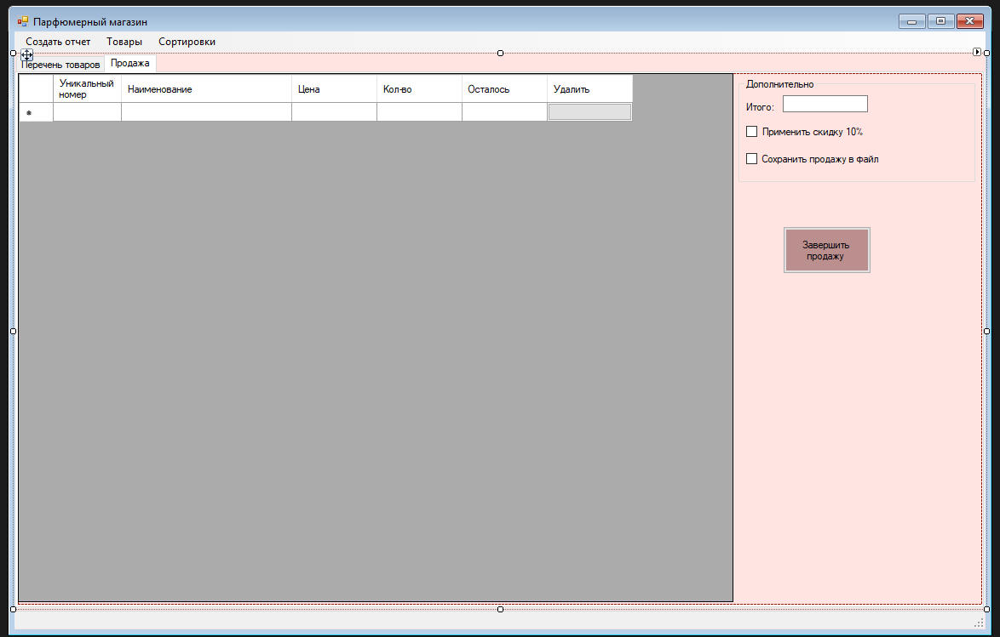 Парфюмерный магазин
Создать отчет Товары Сортировки
Перечень товаров Продажа
Уникальный номер Наименование Цена Кол-во Осталось Удалить
Дополнительно
Итого:
Применить скидку 10%
Сохранить продажу в файл
Завершить
продажу